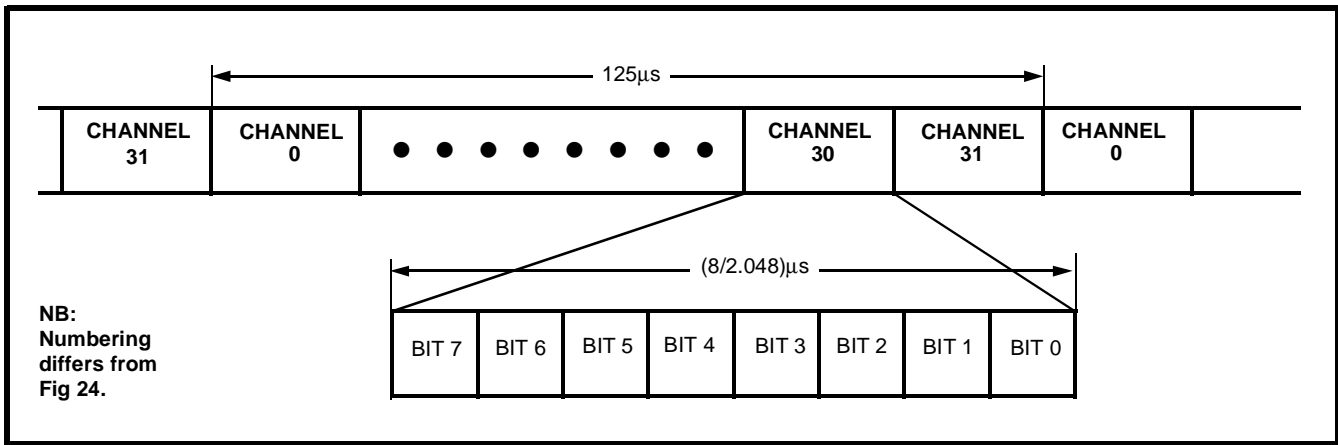 125µs
CHANNEL 31
CHANNEL 0
CHANNEL 30
CHANNEL 31
CHANNEL 0
(8/2.048)µs
NB:
Numbering
differs from
Fig 24.
BIT 7
BIT 6
BIT 5
BIT 4
BIT 3
BIT 2
BIT 1
BIT 0